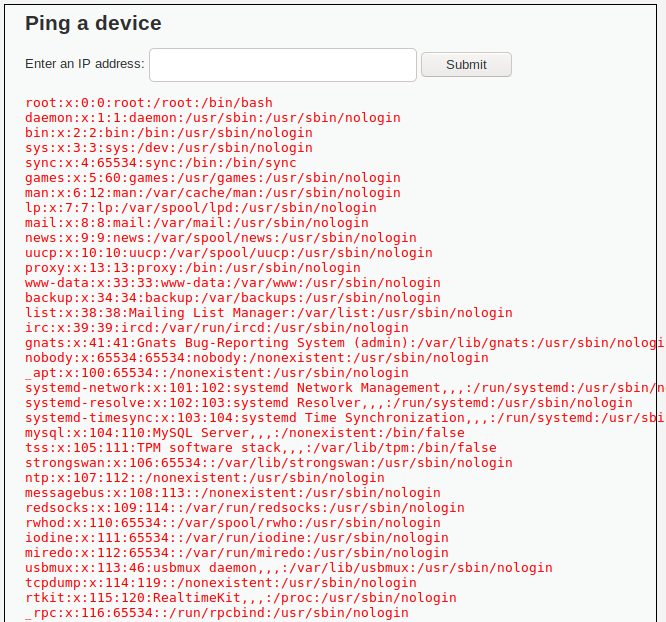 Ping a device
Enter an IP address:
Submit
root:x:0:0:root:/root:/bin/bash
daemon:x:1:1:daemon:/usr/sbin:/usr/sbin/nologin
bin:x:2:2:bin:/bin:/usr/sbin/nologin
sys:x:3:3:sys:/dev:/usr/sbin/nologin
sync:x:4:65534:sync:/bin:/bin/sync
games:x:5:60:games:/usr/games:/usr/sbin/nologin
man:x:6:12:man:/var/cache/man:/usr/sbin/nologin
lp:x:7:7:lp:/var/spool/lpd:/usr/sbin/nologin
mail:x:8:8:mail:/var/mail:/usr/sbin/nologin
news:x:9:9:news:/var/spool/news:/usr/sbin/nologin
uucp:x:10:10:uucp:/var/spool/uucp:/usr/sbin/nologin
proxy:x:13:13:proxy:/bin:/usr/sbin/nologin
www-data:x:33:33:www-data:/var/www:/usr/sbin/nologin
backup:x:34:34:backup:/var/backups:/usr/sbin/nologin
list:x:38:38:Mailing List Manager:/var/list:/usr/sbin/nologin
irc:x:39:39:ircd:/var/run/ircd:/usr/sbin/nologin
gnats:x:41:41:Gnats Bug-Reporting System (admin):/var/lib/gnats:/usr/sbin/nologi
nobody:x:65534:65534:nobody:/nonexistent:/usr/sbin/nologin
_apt:x:100:65534::/nonexistent:/usr/sbin/nologin
systemd-network:x:101:102:systemd Network Management,,,:/run/systemd:/usr/sbin/n
systemd-resolve:x:102:103:systemd Resolver,,,:/run/systemd:/usr/sbin/nologin
systemd-timesync:x:103:104:systemd Time Synchronization,,,:/run/systemd:/usr/sbi
mysql:x:104:110:MySQL Server,,,:/nonexistent:/bin/false
tss:x:105:111:TPM software stack,,,:/var/lib/tpm:/bin/false
strongswan:x:106:65534::/var/lib/strongswan:/usr/sbin/nologin
ntp:x:107:112::/nonexistent:/usr/sbin/nologin
messagebus:x:108:113::/nonexistent:/usr/sbin/nologin
redsocks:x:109:114::/var/run/redsocks:/usr/sbin/nologin
rwhod:x:110:65534::/var/spool/rwho:/usr/sbin/nologin
iodine:x:111:65534::/var/run/iodine:/usr/sbin/nologin
miredo:x:112:65534::/var/run/miredo:/usr/sbin/nologin
usbmux:x:113:46:usbmux daemon,,,:/var/lib/usbmux:/usr/sbin/nologin
tcpdump:x:114:119::/nonexistent:/usr/sbin/nologin
rtkit:x:115:120:RealtimeKit,,,:/proc:/usr/sbin/nologin
_rpc:x:116:65534::/run/rpcbind:/usr/sbin/nologin